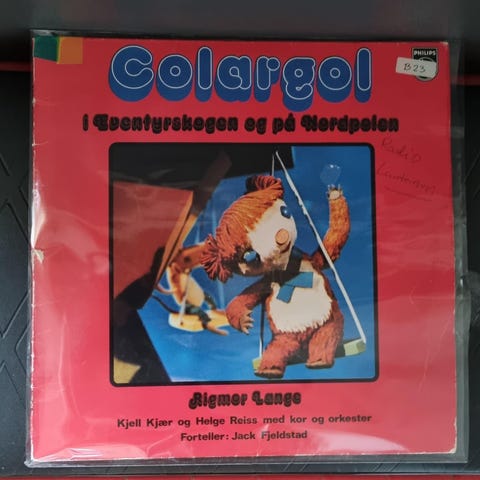 PHILIPS
B23
Colargol
i Eventyrskogen og på Nordpolen
Radio
Rigmor Lange
Kjell Kjær og Helge Reiss med kor og orkester
Forteller: Jack Fjeldstad